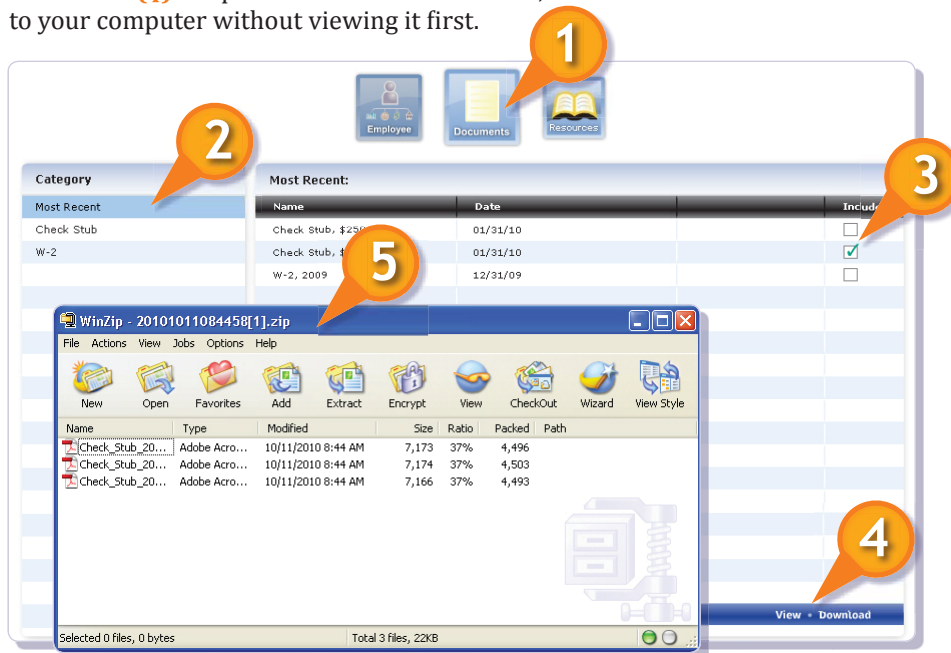 to your computer without viewing it first.
1
Employee
Documents
Resources
2
3
Category
Most Recent:
Most Recent
Name Date Include
Check Stub
Check Stub, 01/31/10
W-2
Check Stub, 01/31/10
W-2, 2009 12/31/09
5
WinZip - 20101011084458[1].zip
File Actions View Jobs Options Help
New Open Favorites Add Extract Encrypt View CheckOut Wizard View Style
Name Type Modified Size Ratio Packed Path
Check_Stub_20... Adobe Acro... 10/11/2010 8:44 AM 7,173 37% 4,496
Check_Stub_20... Adobe Acro... 10/11/2010 8:44 AM 7,174 37% 4,503
Check_Stub_20... Adobe Acro... 10/11/2010 8:44 AM 7,166 37% 4,493
4
View • Download
Selected 0 files, 0 bytes Total 3 files, 22KB